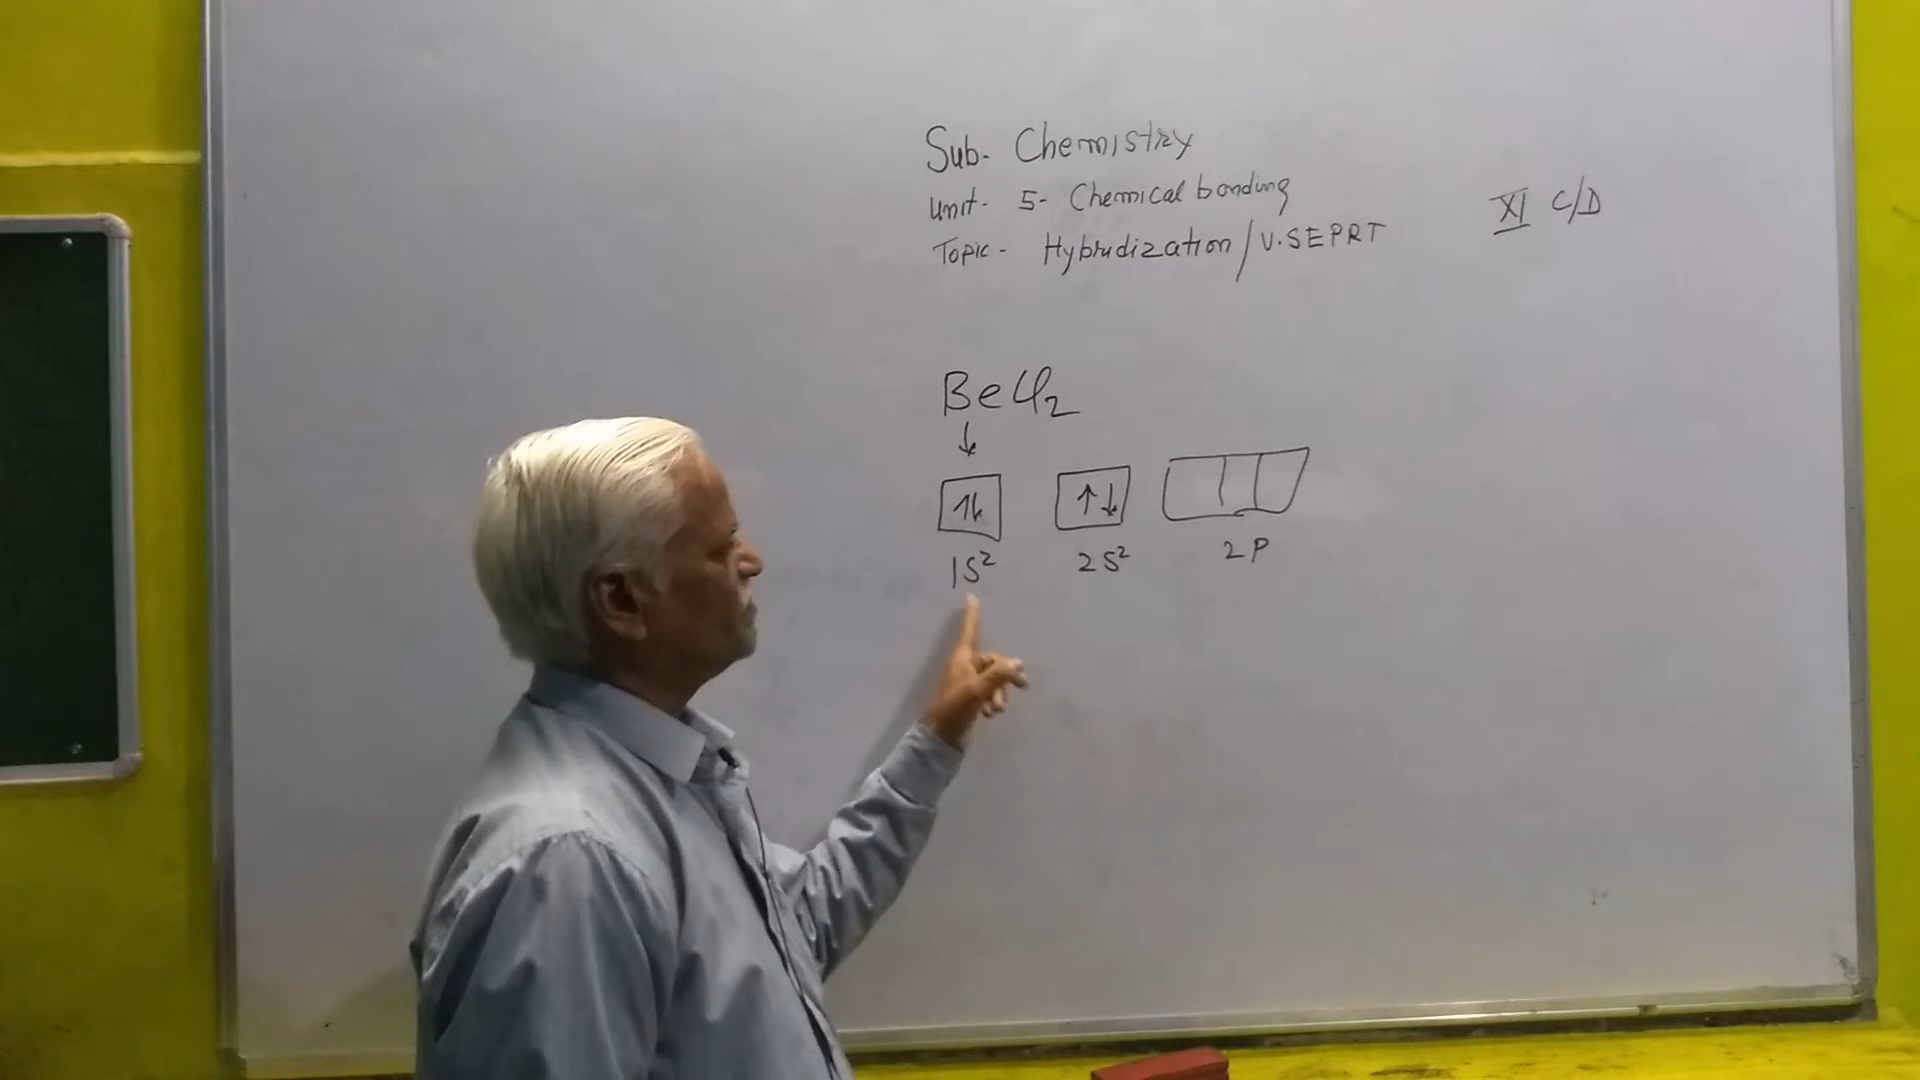 Sub- Chemistry
Unit- 5- Chemical bonding
Topic- Hybridization/V.SEPRT
XI C/D
BeCl2
↓
↑↓ ↑↓
1S² 2S² 2P